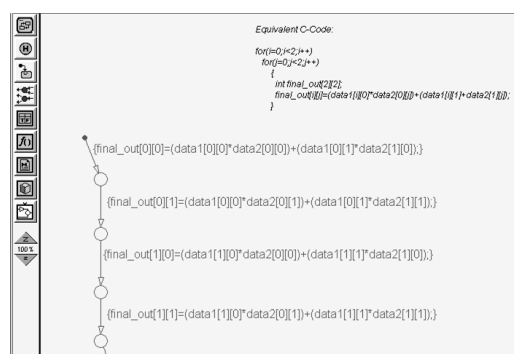 Equivalent C-Code:
for(i=0;i<2;i++)
for(j=0;j<2;j++)
{
int final_out[2][2];
final_out[i][j]=(data1[i][0]*data2[0][j])+(data1[i][1]+data2[1][j]);
}
{final_out[0][0]=(data1[0][0]*data2[0][0])+(data1[0][1]*data2[1][0]);}
{final_out[0][1]=(data1[0][0]*data2[0][1])+(data1[0][1]*data2[1][1]);}
{final_out[1][0]=(data1[1][0]*data2[0][0])+(data1[1][1]*data2[1][0]);}
{final_out[1][1]=(data1[1][0]*data2[0][1])+(data1[1][1]*data2[1][1]);}
H
f()
100 %